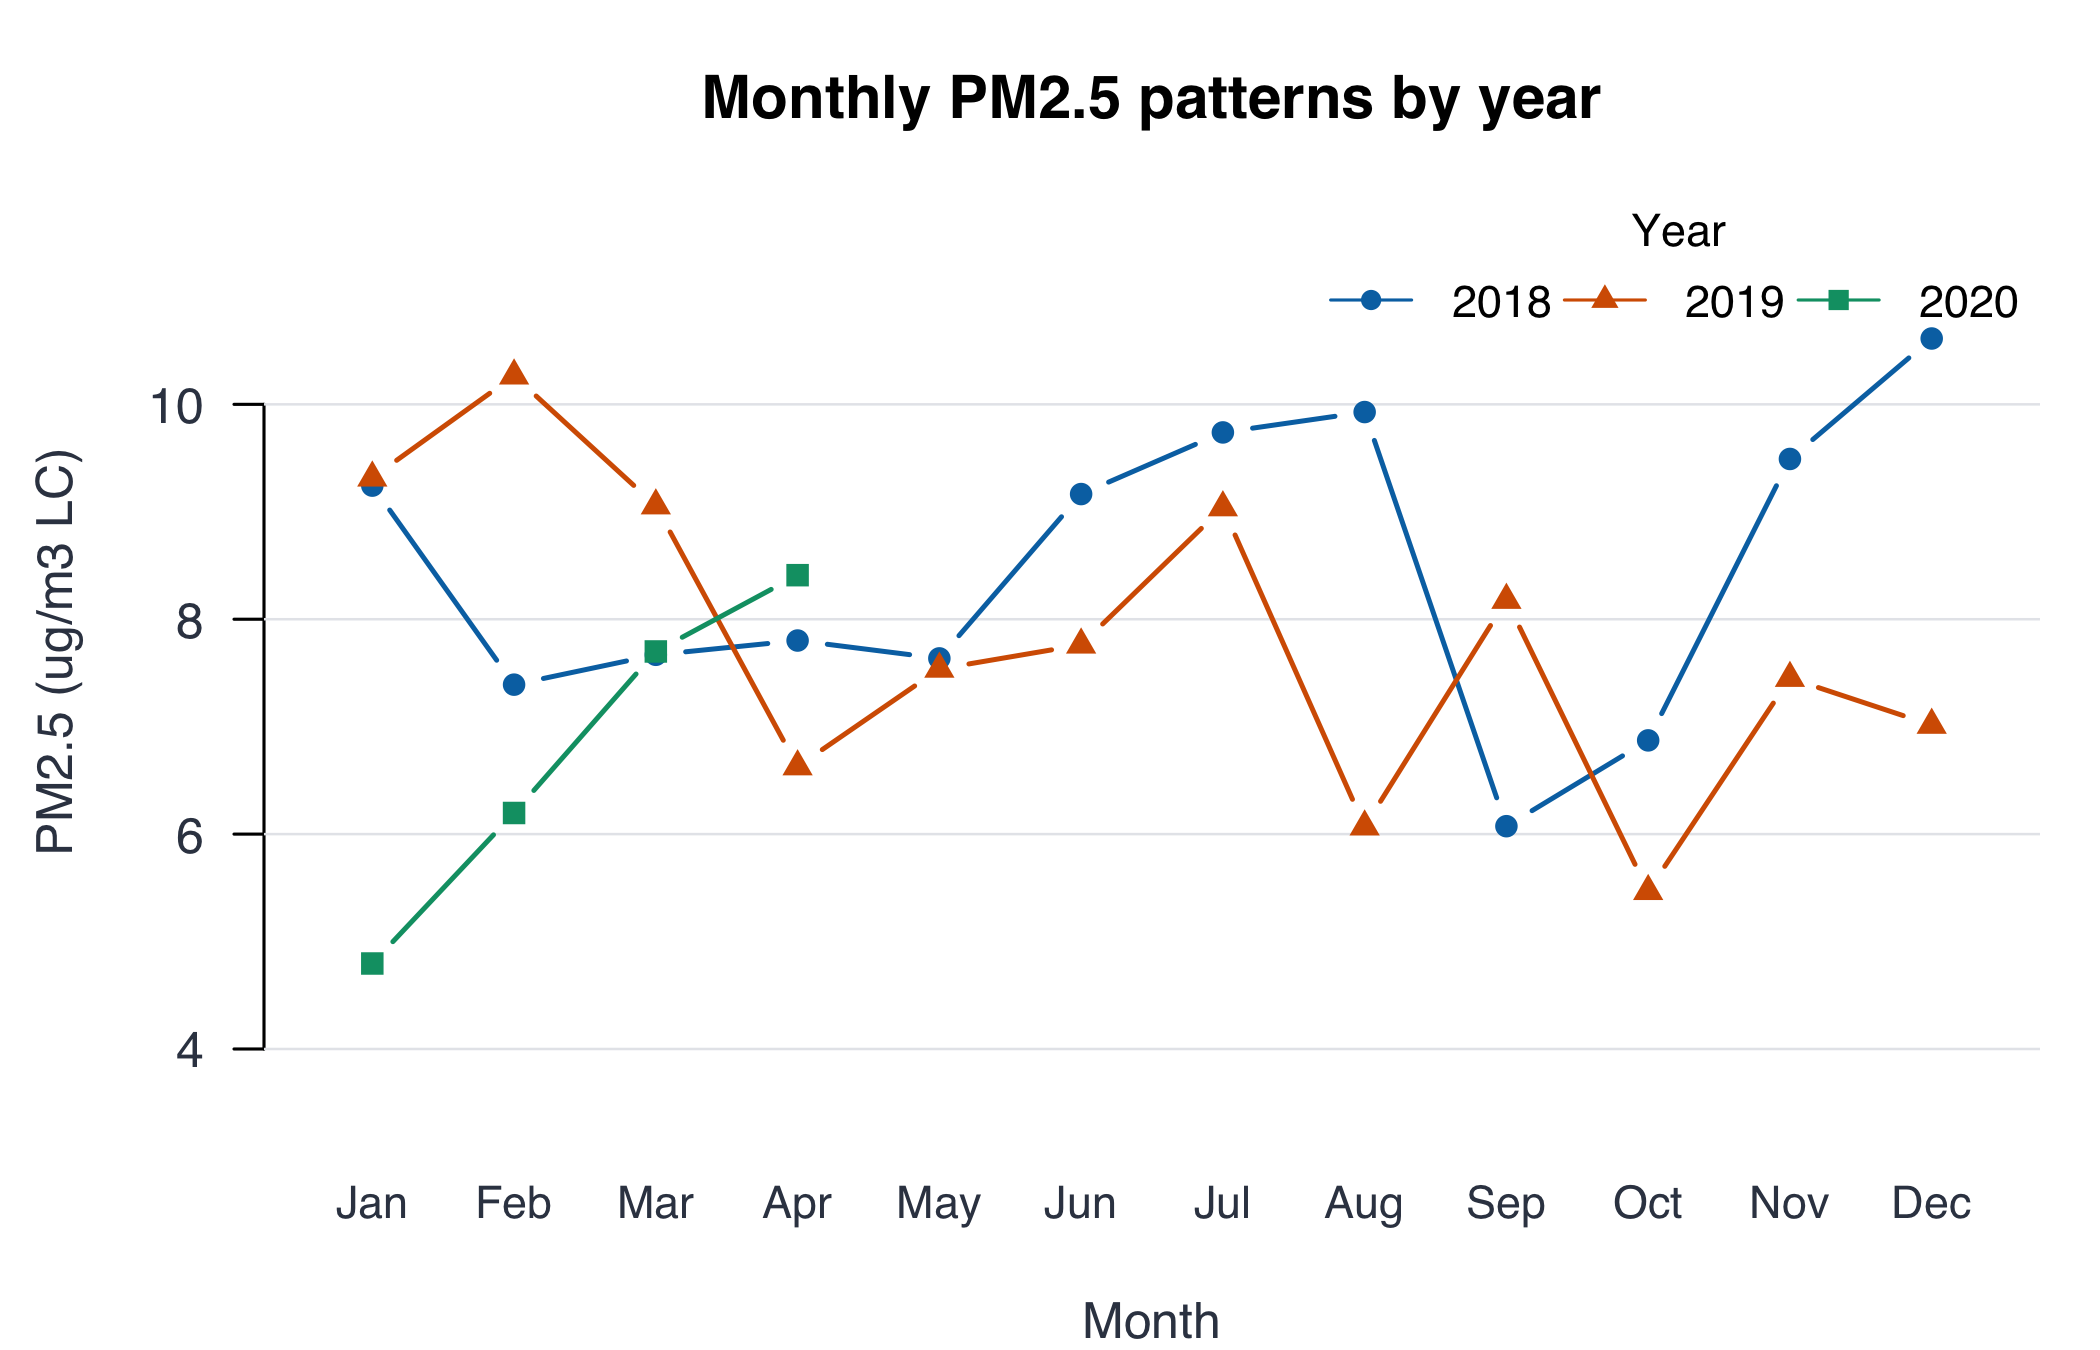 Monthly PM2.5 patterns by year
Year
2018 2019 2020
PM2.5 (ug/m3 LC)
10
8
6
4
Jan Feb Mar Apr May Jun Jul Aug Sep Oct Nov Dec
Month